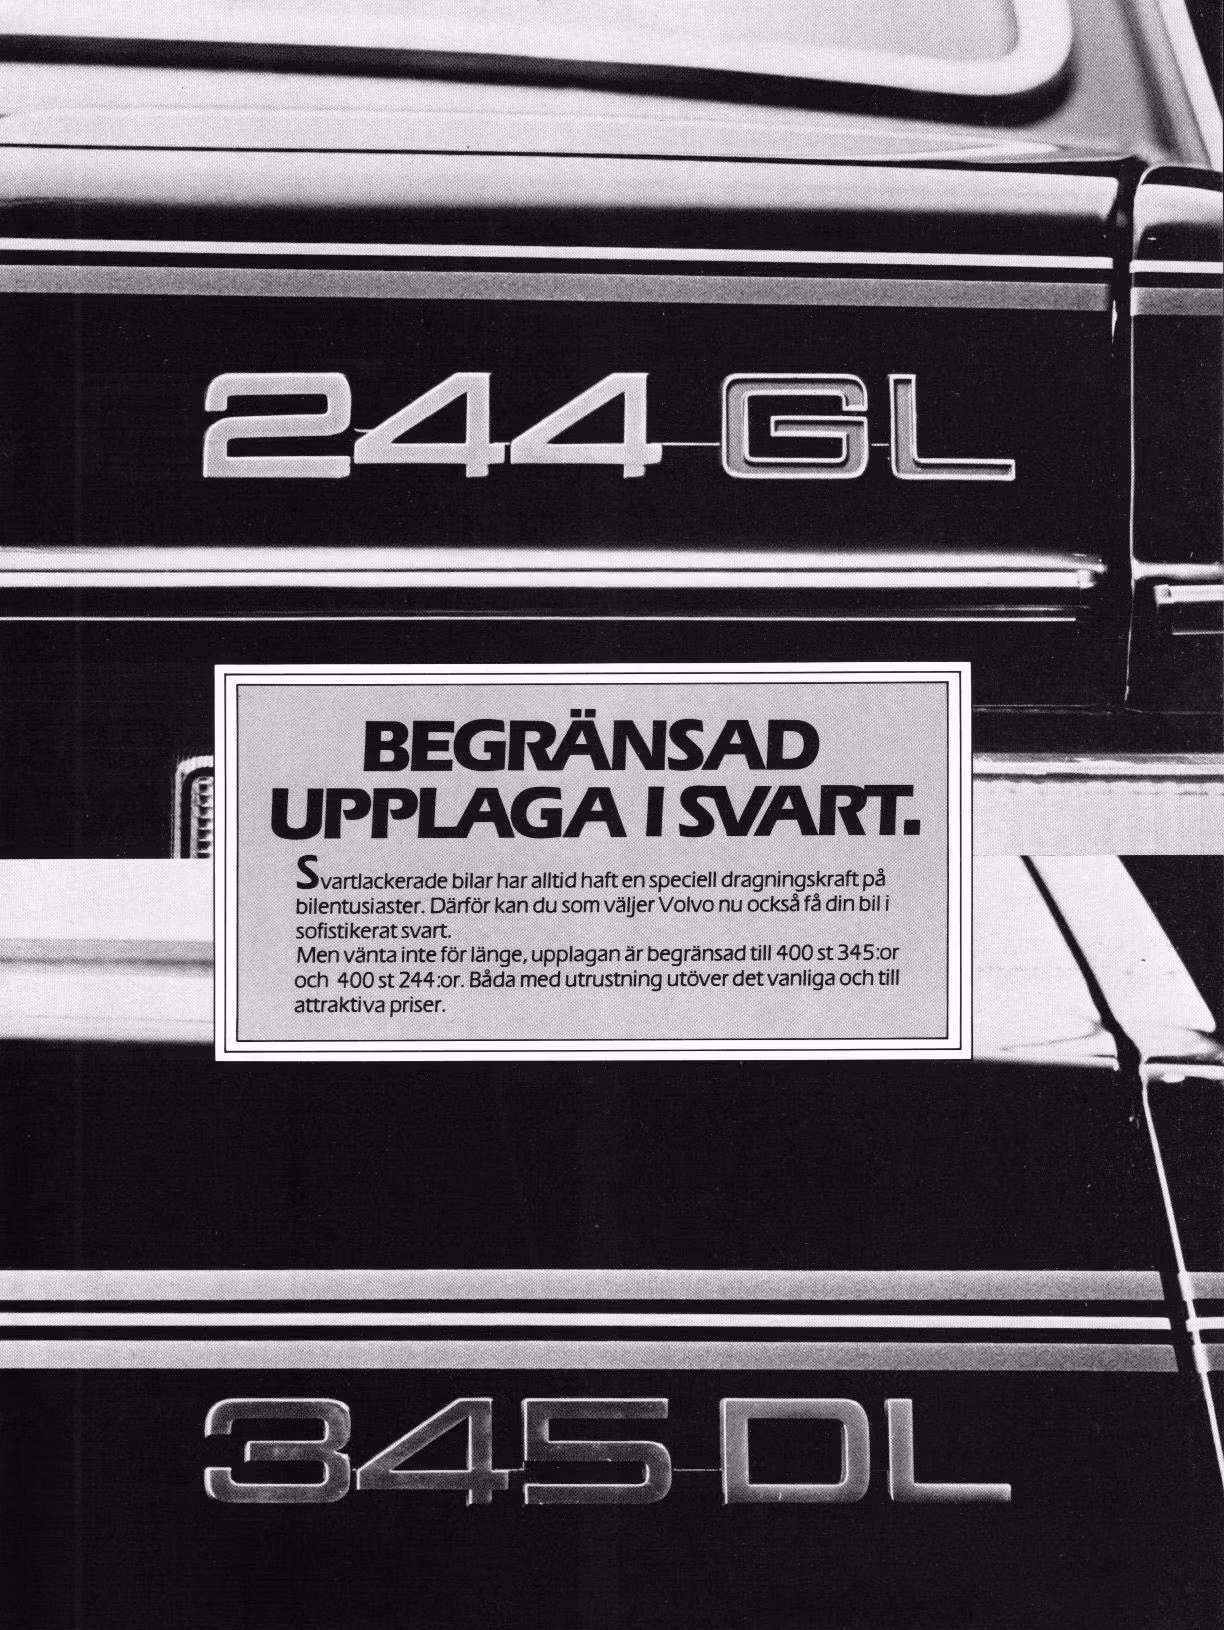 244 GL
BEGRÄNSAD
UPPLAGA I SVART.
Svartlackerade bilar har alltid haft en speciell dragningskraft på
bilentusiaster. Därför kan du som väljer Volvo nu också få din bil i
sofistikerat svart.
Men vänta inte för länge, upplagan är begränsad till 400 st 345:or
och 400 st 244:or. Båda med utrustning utöver det vanliga och till
attraktiva priser.
345 DL